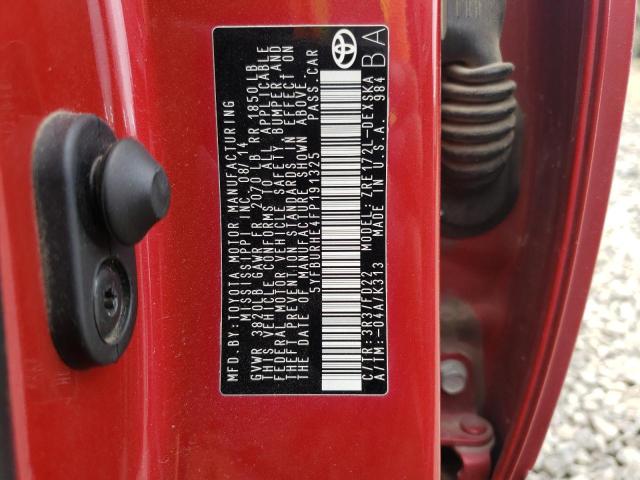 MFD.BY:TOYOTA MOTOR MANUFACTURING
MISSISSIPPI INC. 08/14
GVWR 3820LB GAWR FR 2070 LB RR 1850LB
THIS VEHICLE CONFORMS TO ALL APPLICABLE
FEDERAL MOTOR VEHICLE SAFETY, BUMPER, AND
THEFT PREVENTION STANDARDS IN EFFECT ON
THE DATE OF MANUFACTURE SHOWN ABOVE.
5YFBURHE4FP191325 PASS.CAR
C/TR:3R3/FD22 MODEL:ZRE172L-DEXSKA
A/TM:-04A/K313 MADE IN U.S.A. 984
BA